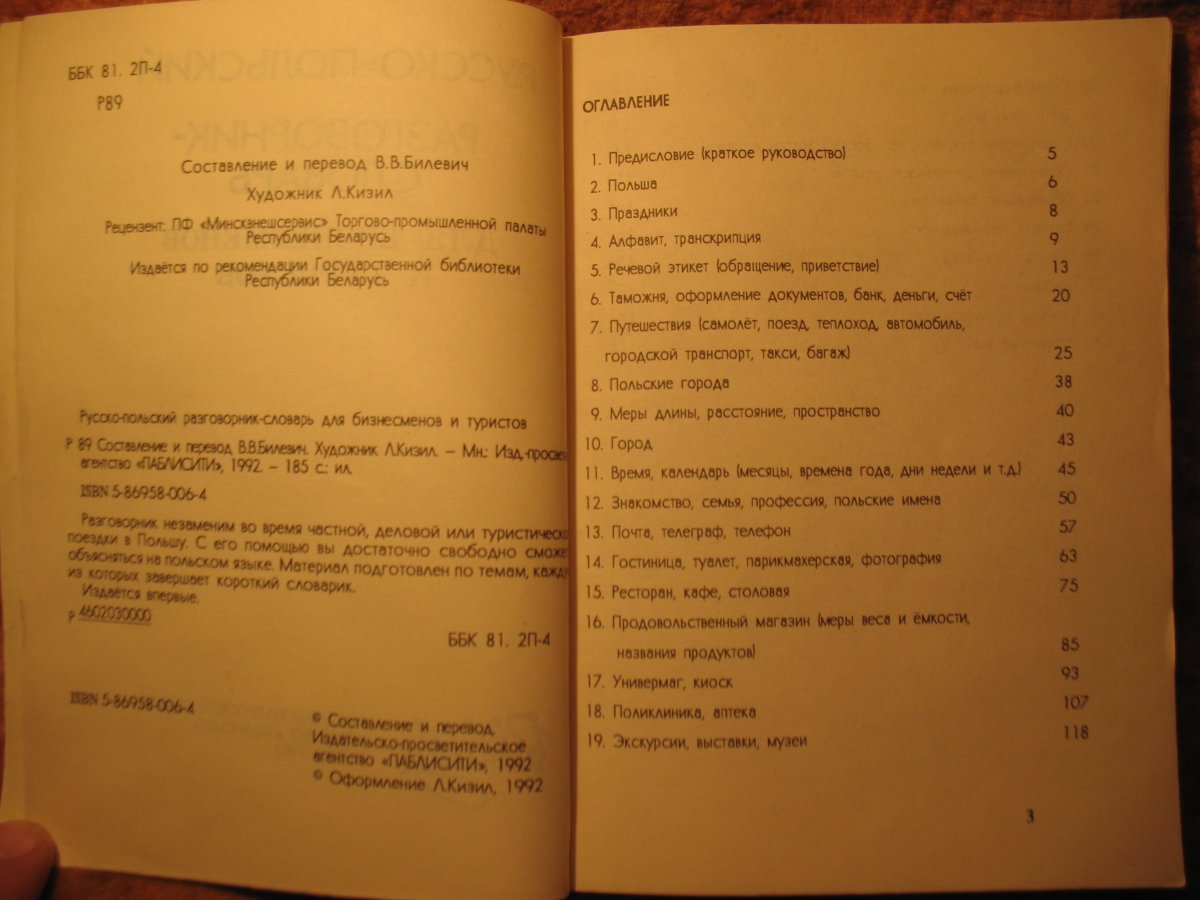 ББК 81. 2П-4
Р89
Составление и перевод В.В.Билевич
Художник Л.Кизил
Рецензент: ПФ «Минсквнешсервис» Торгово-промышленной палаты
Республики Беларусь
Издаётся по рекомендации Государственной библиотеки
Республики Беларусь
Русско-польский разговорник-словарь для бизнесменов и туристов
Р 89 Составление и перевод В.В.Билевич. Художник Л.Кизил. – Мн.: Изд.-просвет
агентство «ПАБЛИСИТИ», 1992. – 185 с.: ил.
ISBN 5-86958-006-4
Разговорник незаменим во время частной, деловой или туристическо
поездки в Польшу. С его помощью вы достаточно свободно сможе
объясняться на польском языке. Материал подготовлен по темам, кажду
из которых завершает короткий словарик.
Издаётся впервые.
Р 4602030000
ББК 81. 2П-4
ISBN 5-86958-006-4
© Составление и перевод.
Издательско-просветительское
агентство «ПАБЛИСИТИ», 1992
© Оформление Л.Кизил, 1992
ОГЛАВЛЕНИЕ
1. Предисловие (краткое руководство) 5
2. Польша 6
3. Праздники 8
4. Алфавит, транскрипция 9
5. Речевой этикет (обращение, приветствие) 13
6. Таможня, оформление документов, банк, деньги, счёт 20
7. Путешествия (самолёт, поезд, теплоход, автомобиль,
городской транспорт, такси, багаж) 25
8. Польские города 38
9. Меры длины, расстояние, пространство 40
10. Город 43
11. Время, календарь (месяцы, времена года, дни недели и т.д.) 45
12. Знакомство, семья, профессия, польские имена 50
13. Почта, телеграф, телефон 57
14. Гостиница, туалет, парикмахерская, фотография 63
15. Ресторан, кафе, столовая 75
16. Продовольственный магазин (меры веса и ёмкости,
названия продуктов) 85
17. Универмаг, киоск 93
18. Поликлиника, аптека 107
19. Экскурсии, выставки, музеи 118
3